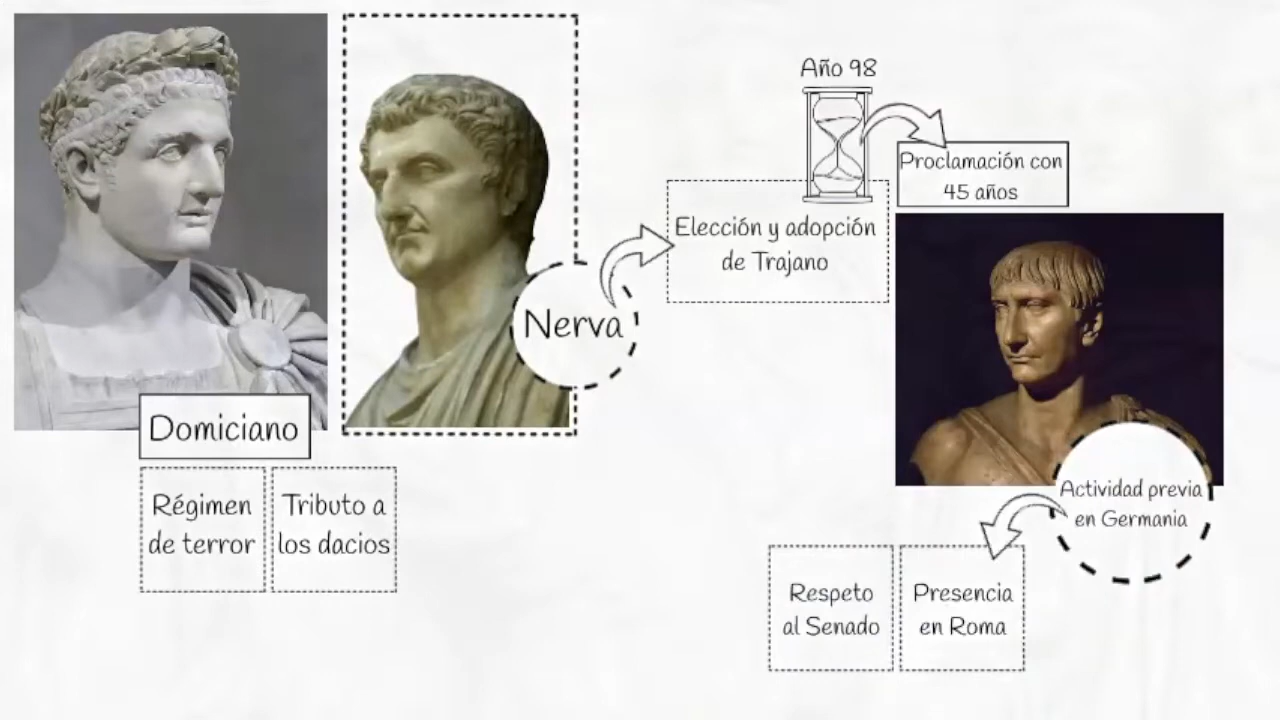 Domiciano
Régimen
de terror
Tributo a
los dacios
Nerva
Elección y adopción
de Trajano
Año 98
Proclamación con
45 años
Actividad previa
en Germania
Respeto
al Senado
Presencia
en Roma